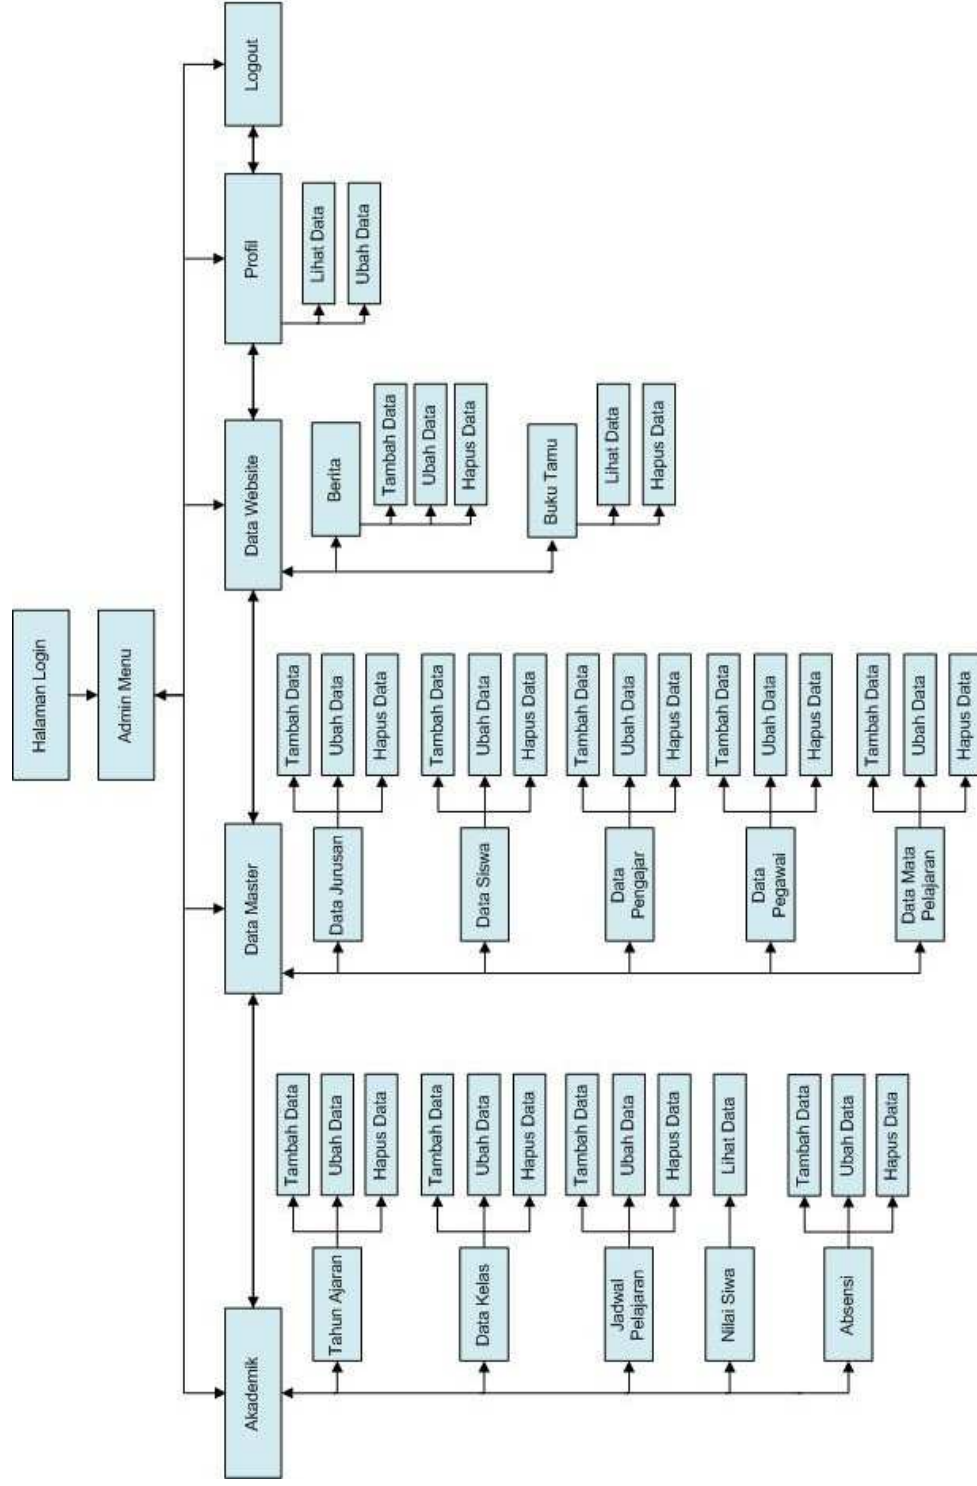 Halaman Login
Admin Menu
Akademik
Data Master
Data Website
Profil
Logout
Tahun Ajaran
Tambah Data
Ubah Data
Hapus Data
Data Kelas
Tambah Data
Ubah Data
Hapus Data
Jadwal
Pelajaran
Tambah Data
Ubah Data
Hapus Data
Nilai Siwa
Lihat Data
Absensi
Tambah Data
Ubah Data
Hapus Data
Data Jurusan
Tambah Data
Ubah Data
Hapus Data
Data Siswa
Tambah Data
Ubah Data
Hapus Data
Data
Pengajar
Tambah Data
Ubah Data
Hapus Data
Data
Pegawai
Tambah Data
Ubah Data
Hapus Data
Data Mata
Pelajaran
Tambah Data
Ubah Data
Hapus Data
Berita
Tambah Data
Ubah Data
Hapus Data
Buku Tamu
Lihat Data
Hapus Data
Lihat Data
Ubah Data